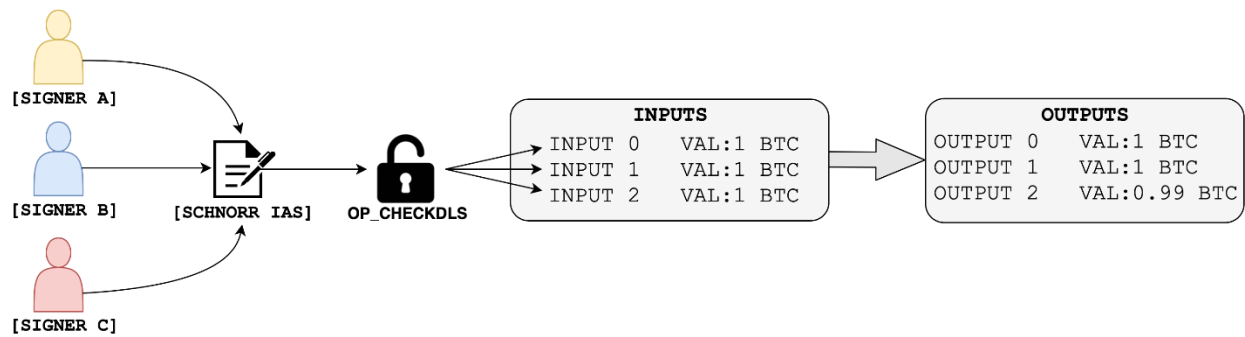 [SIGNER A]
[SIGNER B]
[SIGNER C]
[SCHNORR IAS]
OP_CHECKDLS
INPUTS
INPUT 0 VAL:1 BTC
INPUT 1 VAL:1 BTC
INPUT 2 VAL:1 BTC
OUTPUTS
OUTPUT 0 VAL:1 BTC
OUTPUT 1 VAL:1 BTC
OUTPUT 2 VAL:0.99 BTC